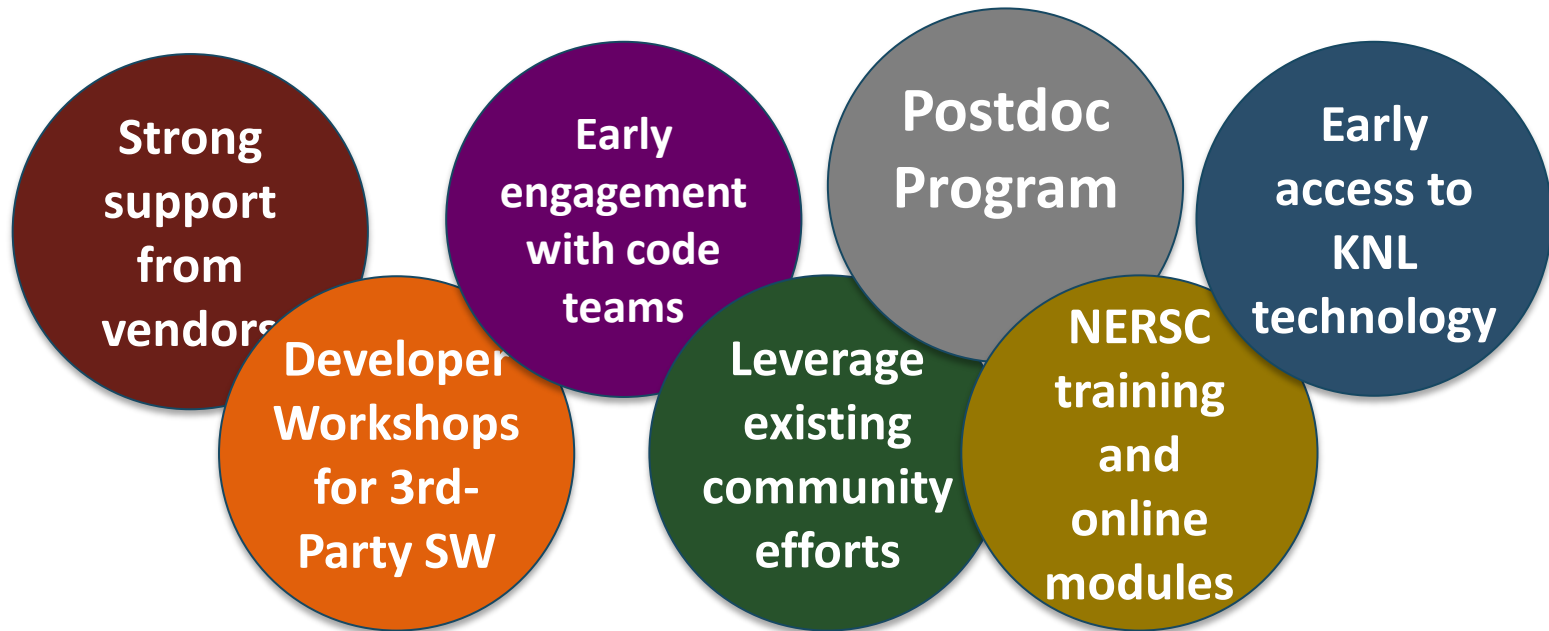 Strong
support
from
vendors
Developer
Workshops
for 3rd-
Party SW
Early
engagement
with code
teams
Leverage
existing
community
efforts
Postdoc
Program
NERSC
training
and
online
modules
Early
access to
KNL
technology